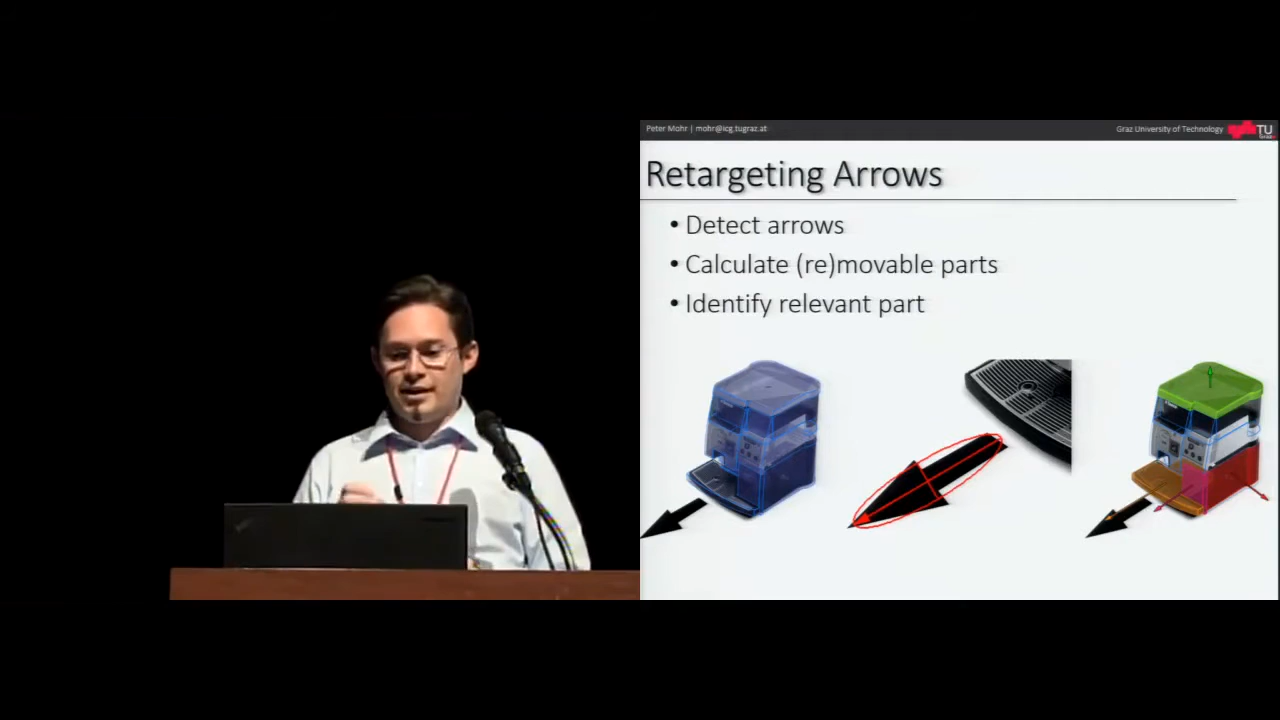 Peter Mohr | mohr@icg.tugraz.at
Graz University of Technology
TU
Graz
Retargeting Arrows
• Detect arrows
• Calculate (re)movable parts
• Identify relevant part